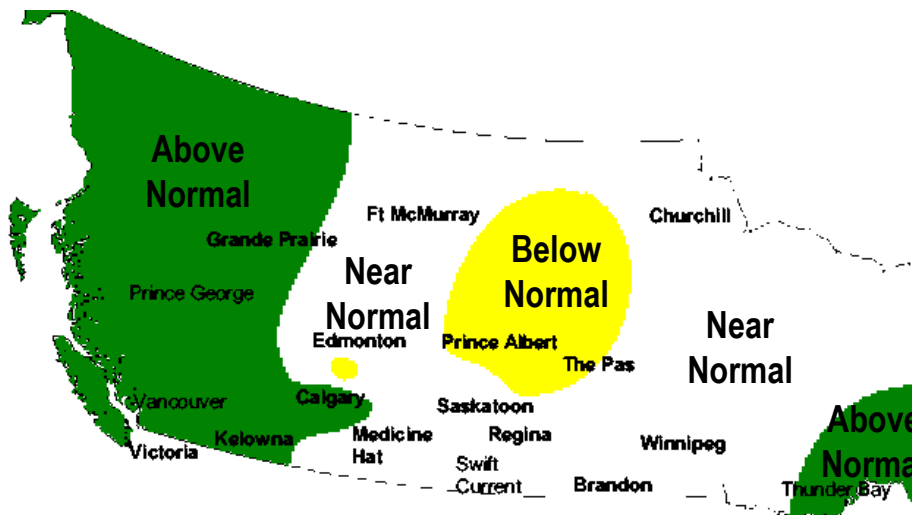 Above
Normal
Ft McMurray
Churchill
Grande Prairie
Below
Normal
Near
Normal
Prince George
Near
Normal
Edmonton
Prince Albert
The Pas
Calgary
Vancouver
Saskatoon
Above
Normal
Kelowna
Victoria
Medicine
Hat
Regina
Winnipeg
Swift
Current
Brandon
Thunder Bay